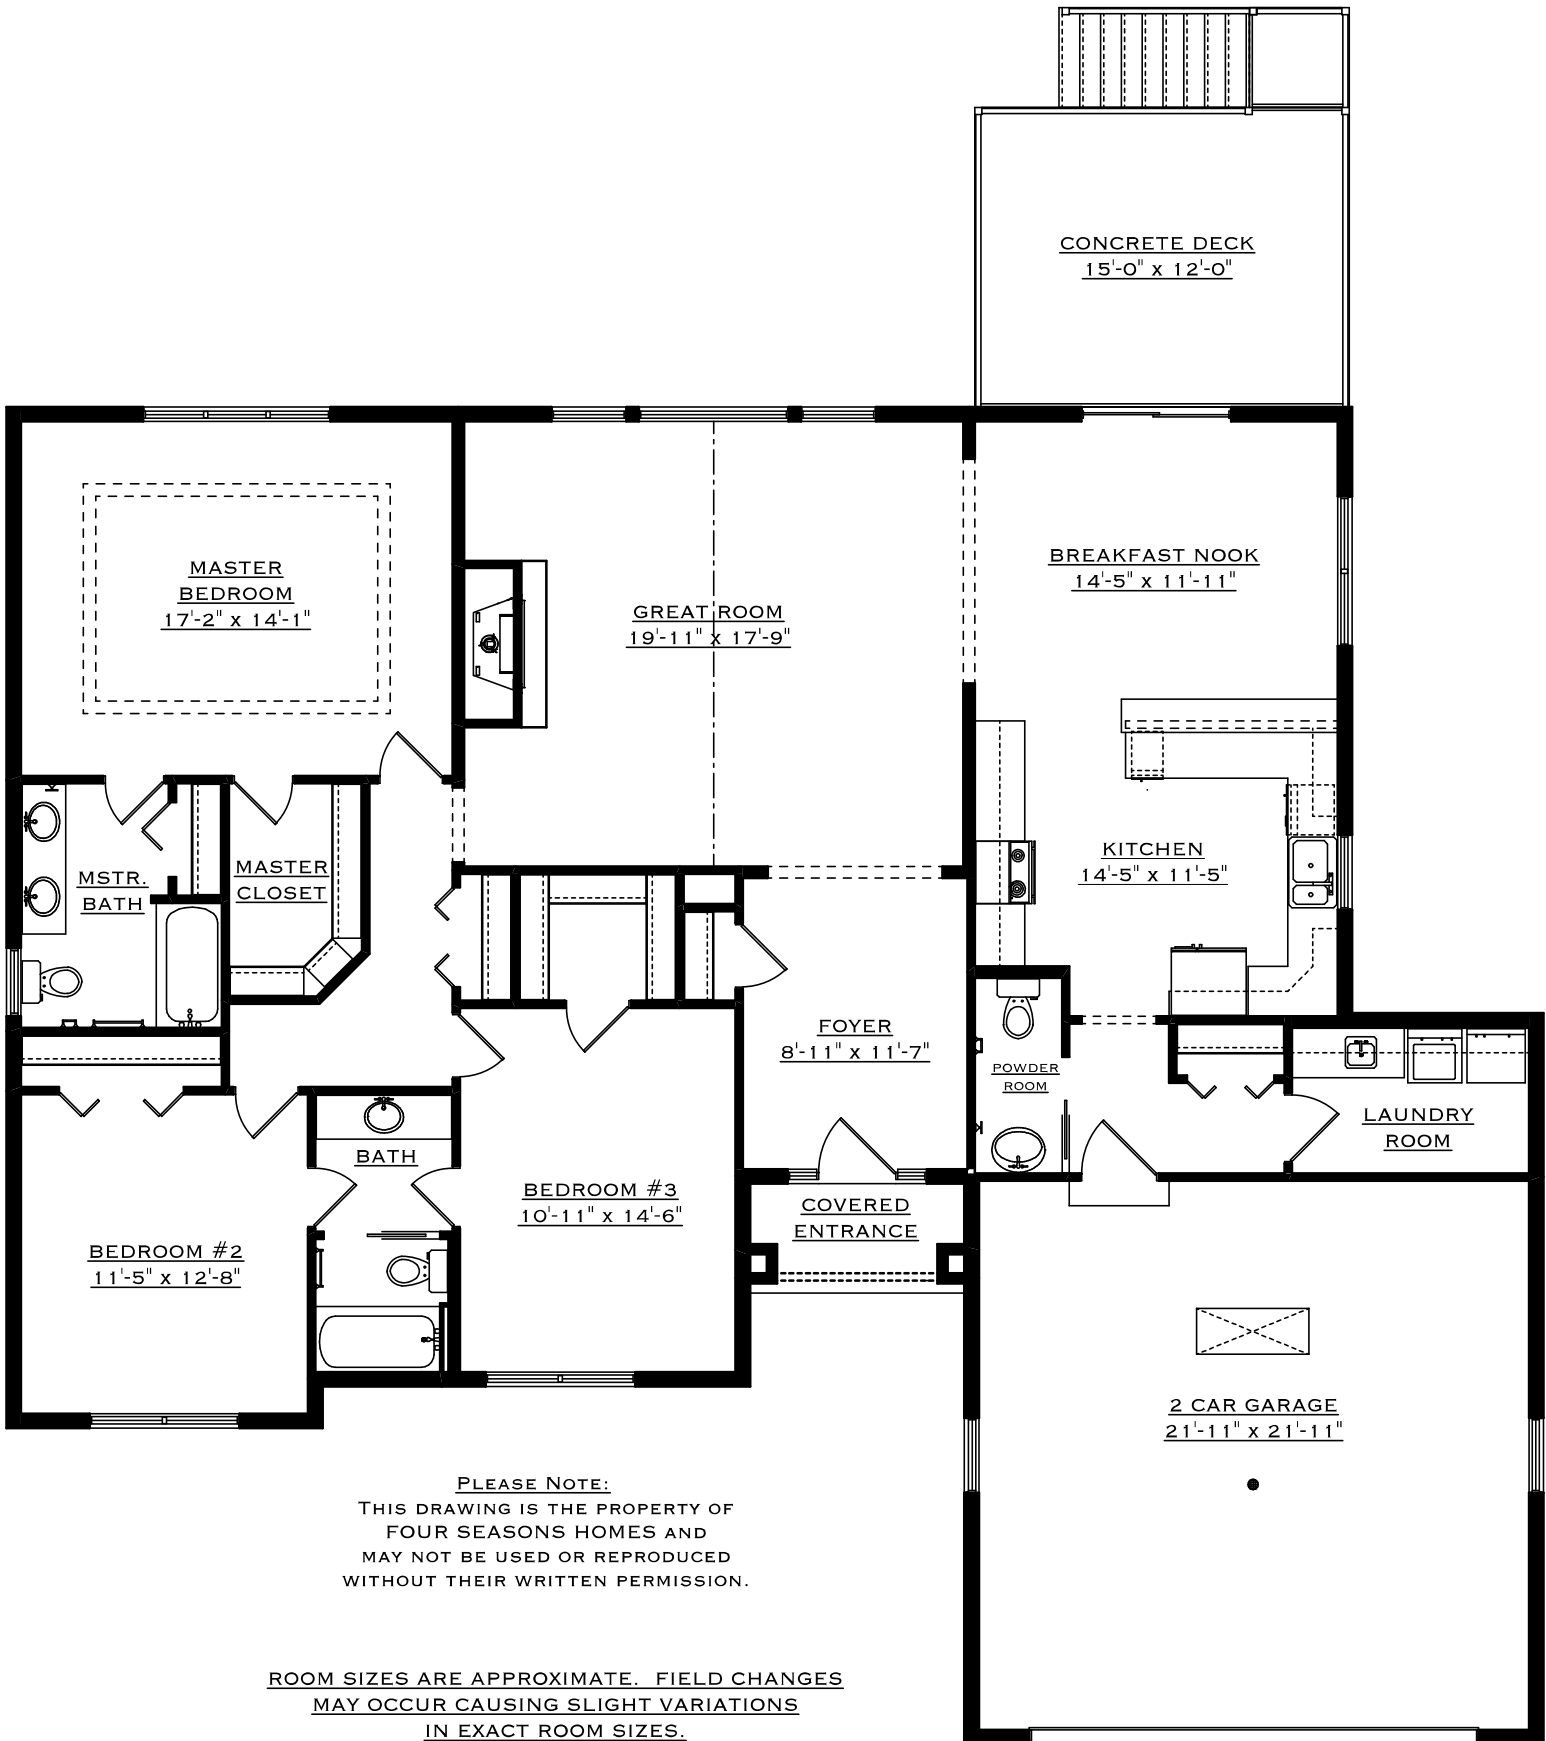 CONCRETE DECK
15'-0" x 12'-0"
MASTER
BEDROOM
17'-2" x 14'-1"
GREAT ROOM
19'-11" x 17'-9"
BREAKFAST NOOK
14'-5" x 11'-11"
KITCHEN
14'-5" x 11'-5"
MSTR.
BATH
MASTER
CLOSET
FOYER
8'-11" x 11'-7"
POWDER
ROOM
LAUNDRY
ROOM
BATH
BEDROOM #3
10'-11" x 14'-6"
COVERED
ENTRANCE
BEDROOM #2
11'-5" x 12'-8"
2 CAR GARAGE
21'-11" x 21'-11"
PLEASE NOTE:
THIS DRAWING IS THE PROPERTY OF
FOUR SEASONS HOMES AND
MAY NOT BE USED OR REPRODUCED
WITHOUT THEIR WRITTEN PERMISSION.
ROOM SIZES ARE APPROXIMATE. FIELD CHANGES
MAY OCCUR CAUSING SLIGHT VARIATIONS
IN EXACT ROOM SIZES.